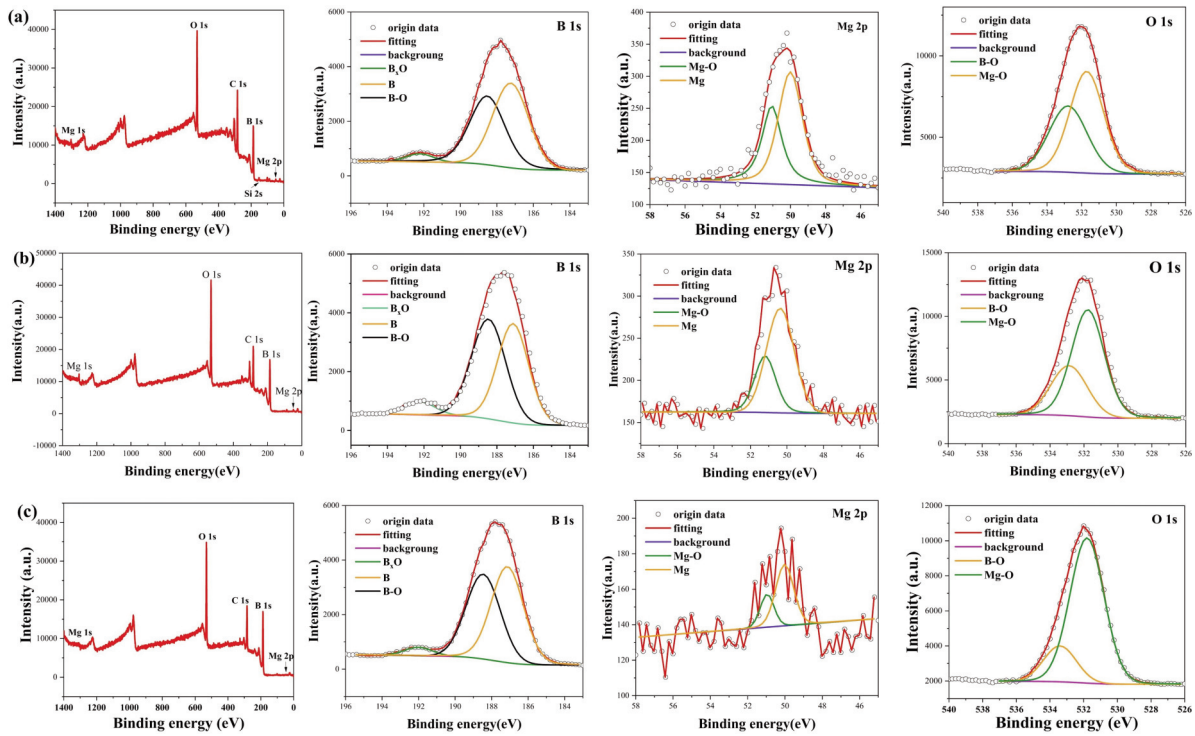 (a)
Intensity (a.u.)
40000
30000
20000
10000
0
O 1s
C 1s
B 1s
Mg 1s
Mg 2p
Si 2s
1400 1200 1000 800 600 400 200 0
Binding energy (eV)
Intensity (a.u.)
6000
4000
2000
0
origin data
fitting
background
BxO
B
B-O
B 1s
196 194 192 190 188 186 184
Binding energy(eV)
Intensity (a.u.)
400
350
300
250
200
150
100
origin data
fitting
background
Mg-O
Mg
Mg 2p
58 56 54 52 50 48 46
Binding energy (eV)
Intensity (a.u.)
10000
5000
origin data
fitting
background
B-O
Mg-O
O 1s
540 538 536 534 532 530 528 526
Binding energy(eV)
(b)
Intensity(a.u.)
50000
40000
30000
20000
10000
0
-10000
O 1s
C 1s
B 1s
Mg 1s
Mg 2p
1400 1200 1000 800 600 400 200 0
Binding energy(eV)
Intensity(a.u.)
6000
4000
2000
0
origin data
fitting
background
BxO
B
B-O
B 1s
196 194 192 190 188 186 184
Binding energy(eV)
Intensity(a.u.)
350
300
250
200
150
origin data
fitting
background
Mg-O
Mg
Mg 2p
58 56 54 52 50 48 46
Binding energy(eV)
Intensity(a.u.)
15000
10000
5000
0
origin data
fitting
backgroung
B-O
Mg-O
O 1s
540 538 536 534 532 530 528 526
Binding energy(eV)
(c)
Intensity (a.u.)
40000
30000
20000
10000
0
O 1s
C 1s
B 1s
Mg 1s
Mg 2p
1400 1200 1000 800 600 400 200 0
Binding energy (eV)
Intensity (a.u.)
6000
4000
2000
0
origin data
fitting
backgroung
BxO
B
B-O
B 1s
196 194 192 190 188 186 184
Binding energy(eV)
Intensity(a.u.)
200
180
160
140
120
100
origin data
fitting
background
Mg-O
Mg
Mg 2p
58 56 54 52 50 48 46
Binding energy(eV)
Intensity (a.u.)
12000
10000
8000
6000
4000
2000
0
origin data
fitting
background
B-O
Mg-O
O 1s
540 538 536 534 532 530 528 526
Binding energy (eV)